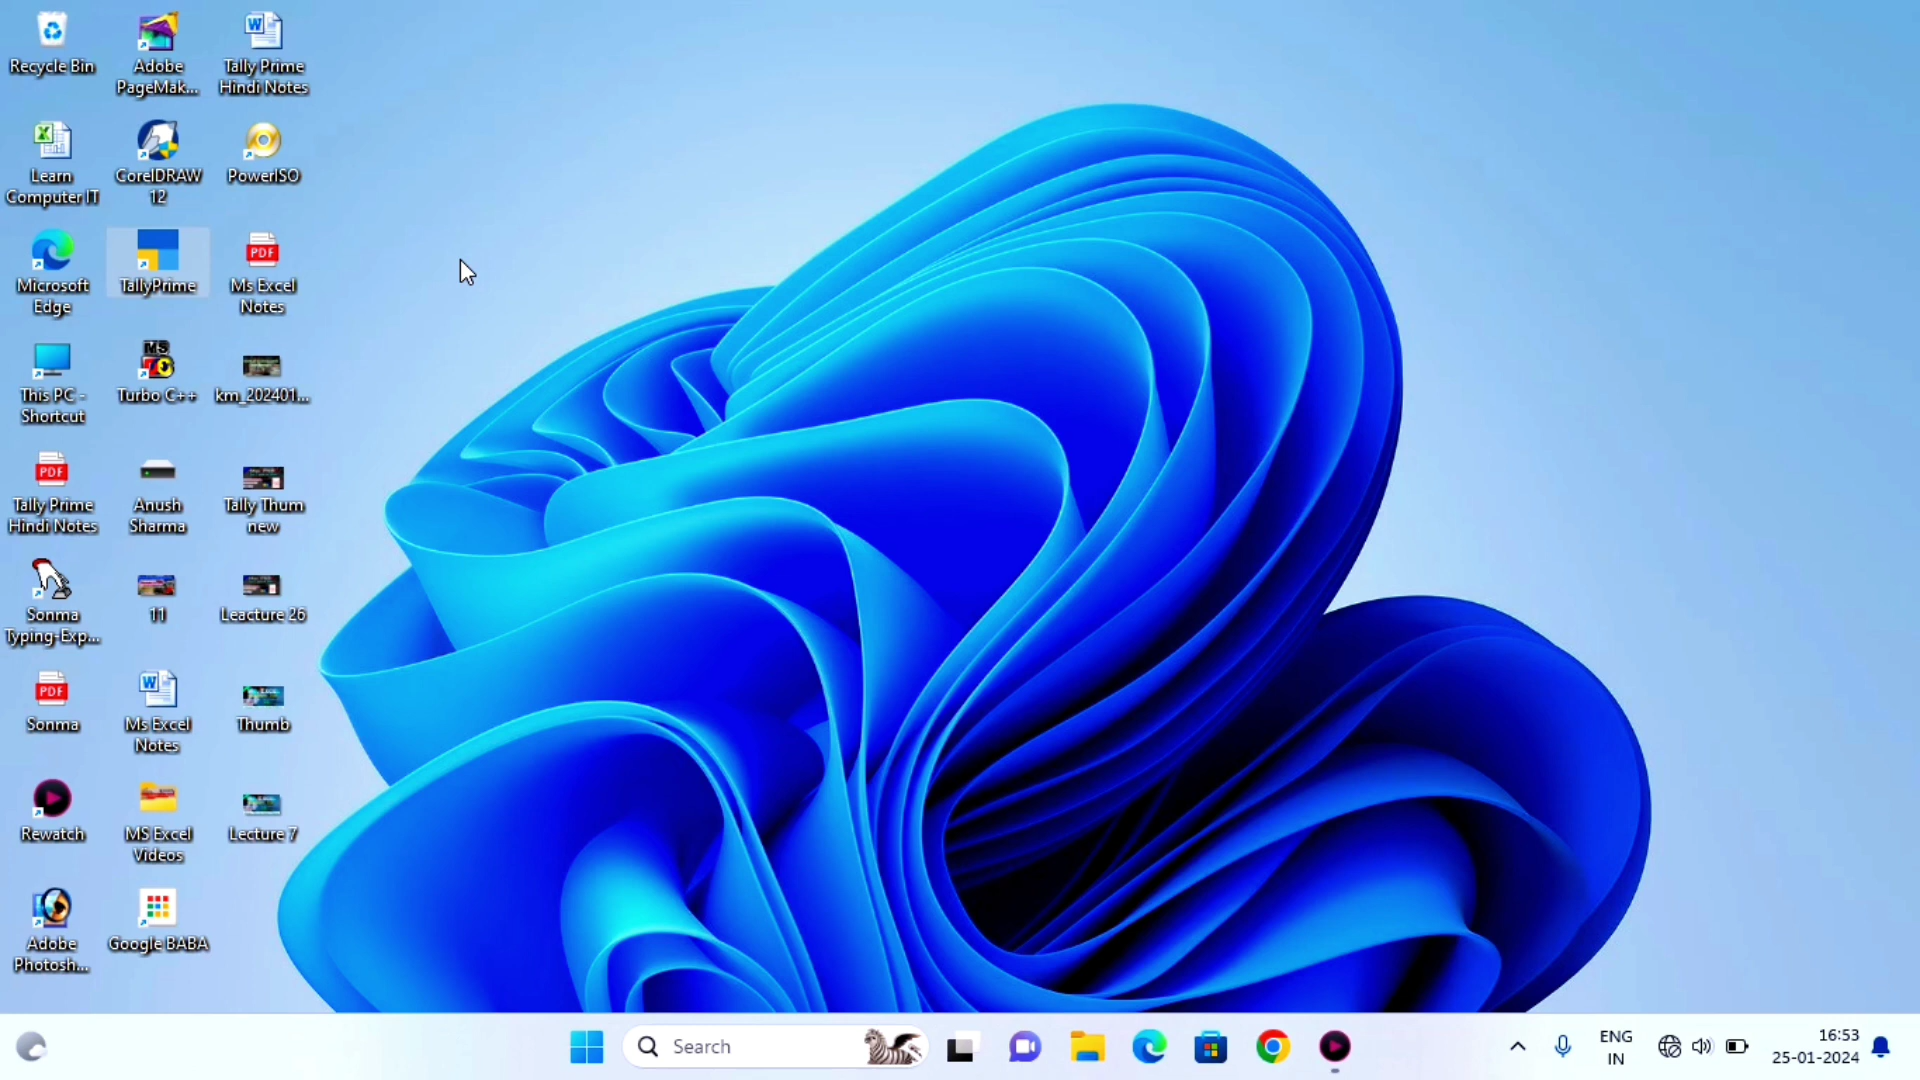 Recycle Bin
Adobe
PageMak...
Tally Prime
Hindi Notes
Learn
Computer IT
CorelDRAW
12
PowerISO
Microsoft
Edge
TallyPrime
Ms Excel
Notes
This PC -
Shortcut
Turbo C++
km_202401...
Tally Prime
Hindi Notes
Anush
Sharma
Tally Thum
new
Sonma
Typing-Exp...
11
Leacture 26
Sonma
Ms Excel
Notes
Thumb
Rewatch
MS Excel
Videos
Lecture 7
Adobe
Photosh...
Google BABA
Search
ENG
IN
16:53
25-01-2024